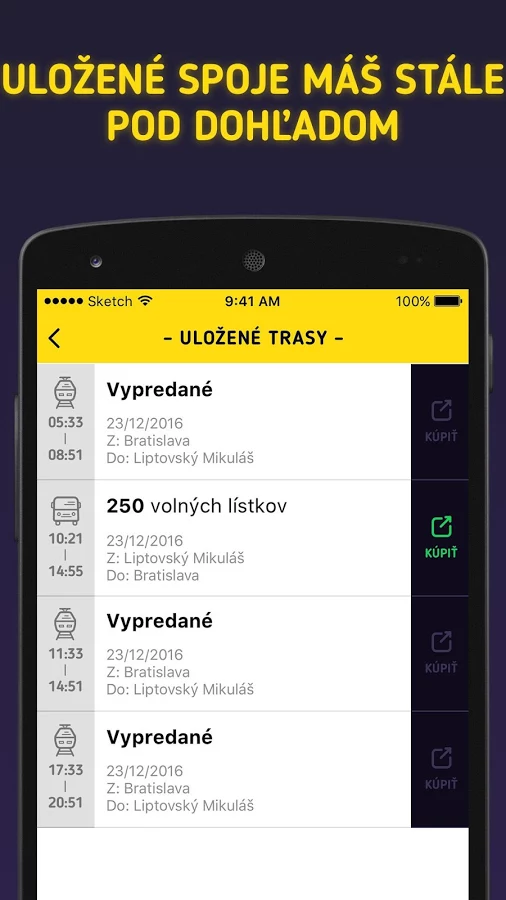 ULOŽENÉ SPOJE MÁŠ STÁLE
POD DOHĽADOM
Sketch 9:41 AM 100%
– ULOŽENÉ TRASY –
05:33
08:51
Vypredané
23/12/2016
Z: Bratislava
Do: Liptovský Mikuláš
KÚPIŤ
10:21
14:55
250 volných lístkov
23/12/2016
Z: Liptovský Mikuláš
Do: Bratislava
KÚPIŤ
11:33
14:51
Vypredané
23/12/2016
Z: Bratislava
Do: Liptovský Mikuláš
KÚPIŤ
17:33
20:51
Vypredané
23/12/2016
Z: Bratislava
Do: Liptovský Mikuláš
KÚPIŤ